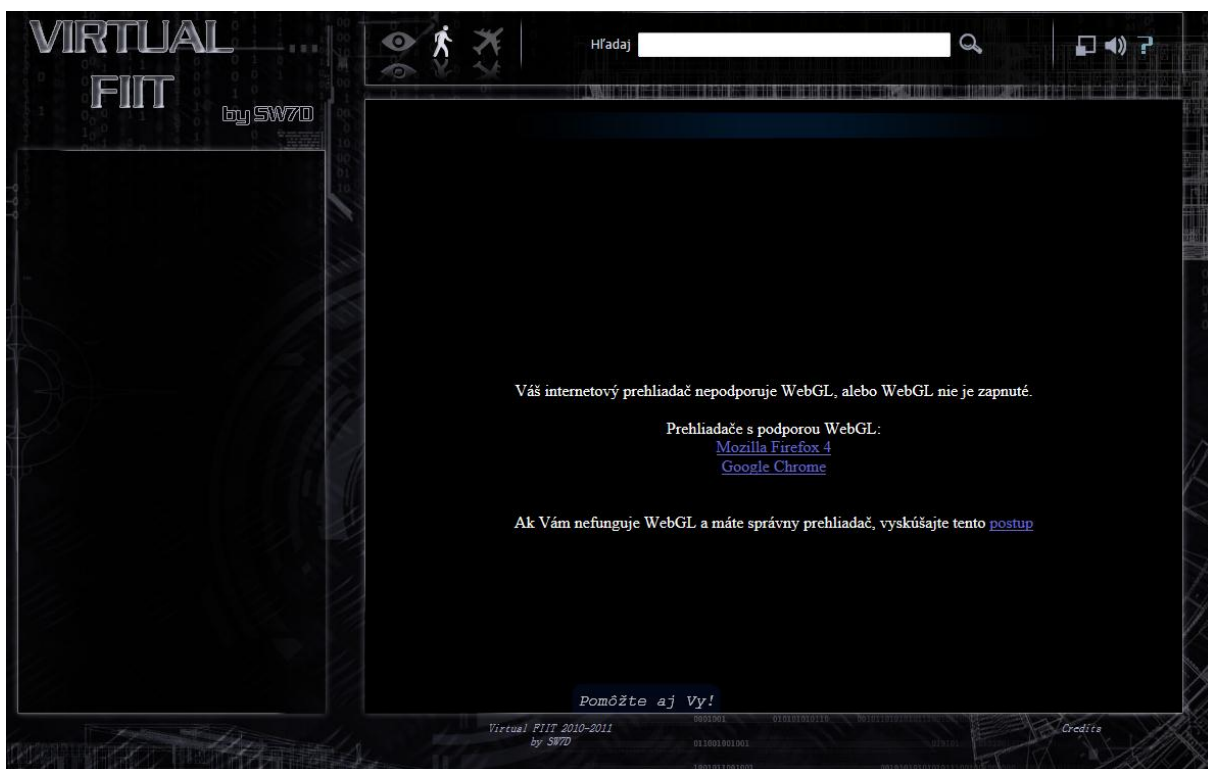 VIRTUAL
FIIT
by SW7D
Hľadaj
Váš internetový prehliadač nepodporuje WebGL, alebo WebGL nie je zapnuté.
Prehliadače s podporou WebGL:
Mozilla Firefox 4
Google Chrome
Ak Vám nefunguje WebGL a máte správny prehliadač, vyskúšajte tento postup
Pomôžte aj Vy!
Virtual FIIT 2010-2011
by SW7D
Credits